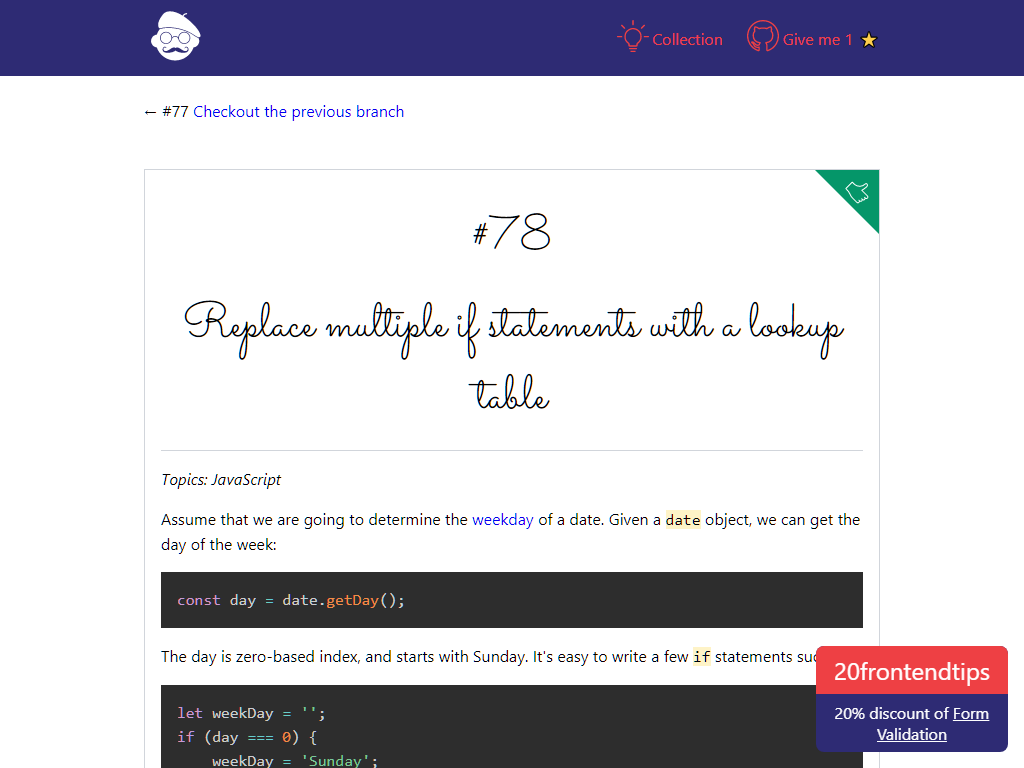 Collection
Give me 1 ⭐
← #77 Checkout the previous branch
#78
Replace multiple if statements with a lookup
table
Topics: JavaScript
Assume that we are going to determine the weekday of a date. Given a date object, we can get the
day of the week:
const day = date.getDay();
The day is zero-based index, and starts with Sunday. It's easy to write a few if statements
let weekDay = '';
if (day === 0) {
weekDay = 'Sunday';
20frontendtips
20% discount of Form
Validation